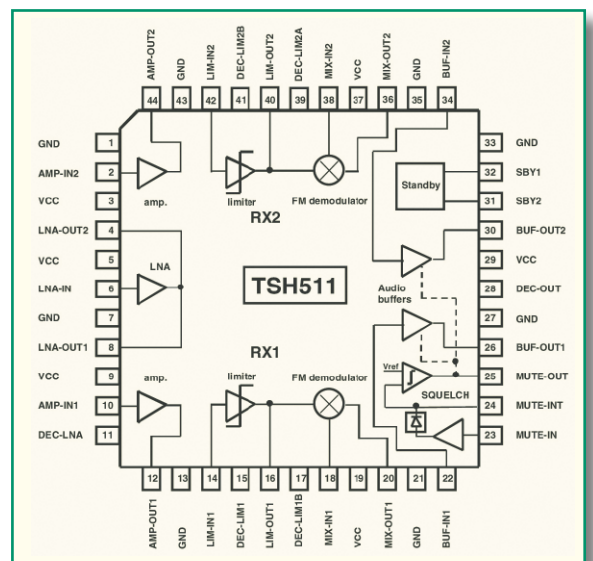 AMP-OUT2
GND
LIM-IN2
DEC-LIM2B
LIM-OUT2
DEC-LIM2A
MIX-IN2
VCC
MIX-OUT2
GND
BUF-IN2
44 43 42 41 40 39 38 37 36 35 34
GND 1
AMP-IN2 2
VCC 3
LNA-OUT2 4
VCC 5
LNA-IN 6
GND 7
LNA-OUT1 8
VCC 9
AMP-IN1 10
DEC-LNA 11
amp.
limiter
FM demodulator
RX2
Standby
LNA
TSH511
Audio
buffers
RX1
amp.
limiter
FM demodulator
Vref
SQUELCH
33 GND
32 SBY1
31 SBY2
30 BUF-OUT2
29 VCC
28 DEC-OUT
27 GND
26 BUF-OUT1
25 MUTE-OUT
24 MUTE-INT
23 MUTE-IN
12 13 14 15 16 17 18 19 20 21 22
AMP-OUT1
GND
LIM-IN1
DEC-LIM1
LIM-OUT1
DEC-LIM1B
MIX-IN1
VCC
MIX-OUT1
GND
BUF-IN1